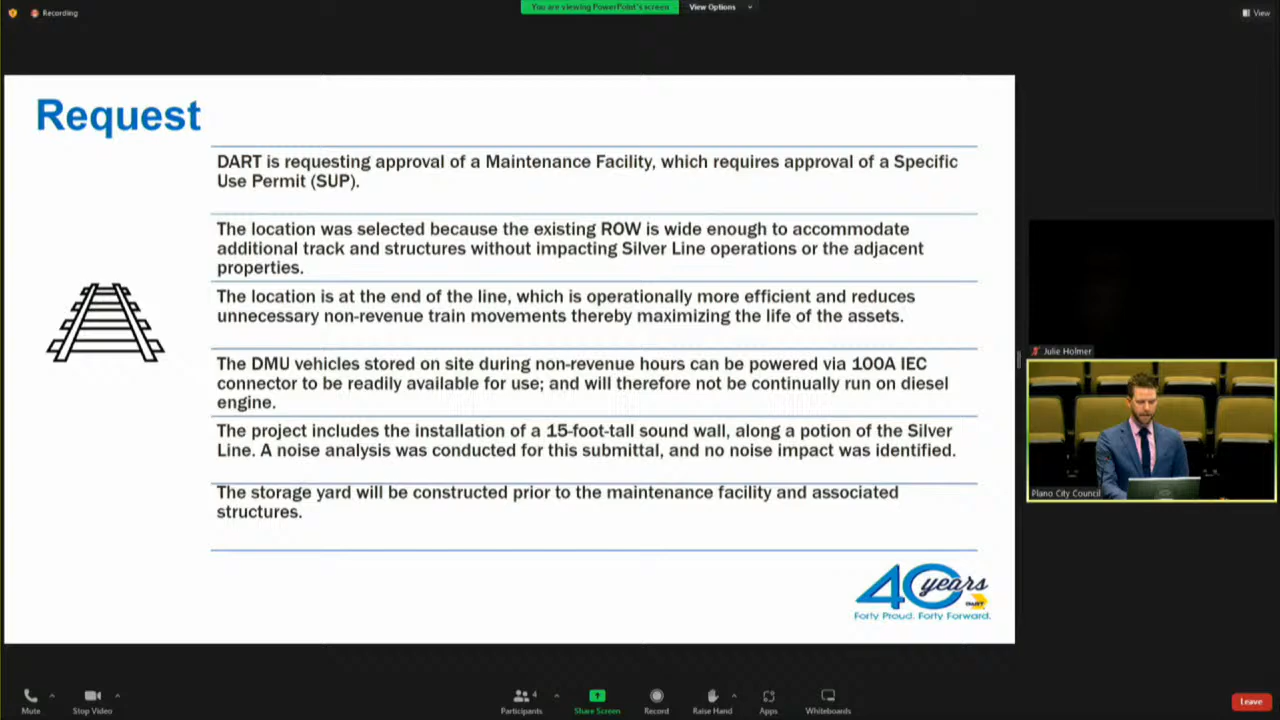 Recording
You are viewing PowerPoint's screen
View Options
View
Request
DART is requesting approval of a Maintenance Facility, which requires approval of a Specific
Use Permit (SUP).
The location was selected because the existing ROW is wide enough to accommodate
additional track and structures without impacting Silver Line operations or the adjacent
properties.
The location is at the end of the line, which is operationally more efficient and reduces
unnecessary non-revenue train movements thereby maximizing the life of the assets.
The DMU vehicles stored on site during non-revenue hours can be powered via 100A IEC
connector to be readily available for use; and will therefore not be continually run on diesel
engine.
The project includes the installation of a 15-foot-tall sound wall, along a potion of the Silver
Line. A noise analysis was conducted for this submittal, and no noise impact was identified.
The storage yard will be constructed prior to the maintenance facility and associated
structures.
40 years
DART
Forty Proud. Forty Forward.
Julie Holmer
Plano City Council
Mute
Stop Video
Participants
4
Share Screen
Record
Raise Hand
Apps
Whiteboards
Leave